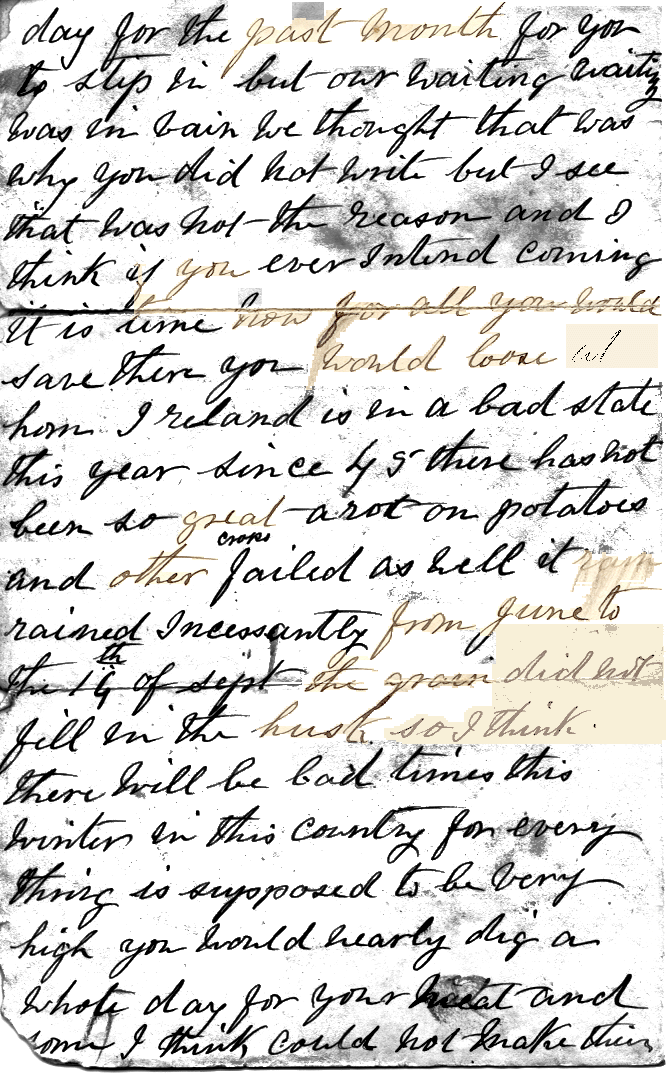 day for the past month for you
to step in but our waiting waiting
was in vain we thought that was
why you did not write but I see
that was not the reason and I
think if you ever Intend coming
it is time now for all you would
save there you would loose at
hom Ireland is in a bad state
this year since 45 there has not
been so great a rot on potatoes
and other crops failed as well it rain
rained Incessantly from June to
the 14th of sept the grain did not
fill in the husk so I think
there will be bad times this
winter in this country for every
thing is supposed to be very
high you would nearly dig a
whole day for your meat and
some I think could not make their